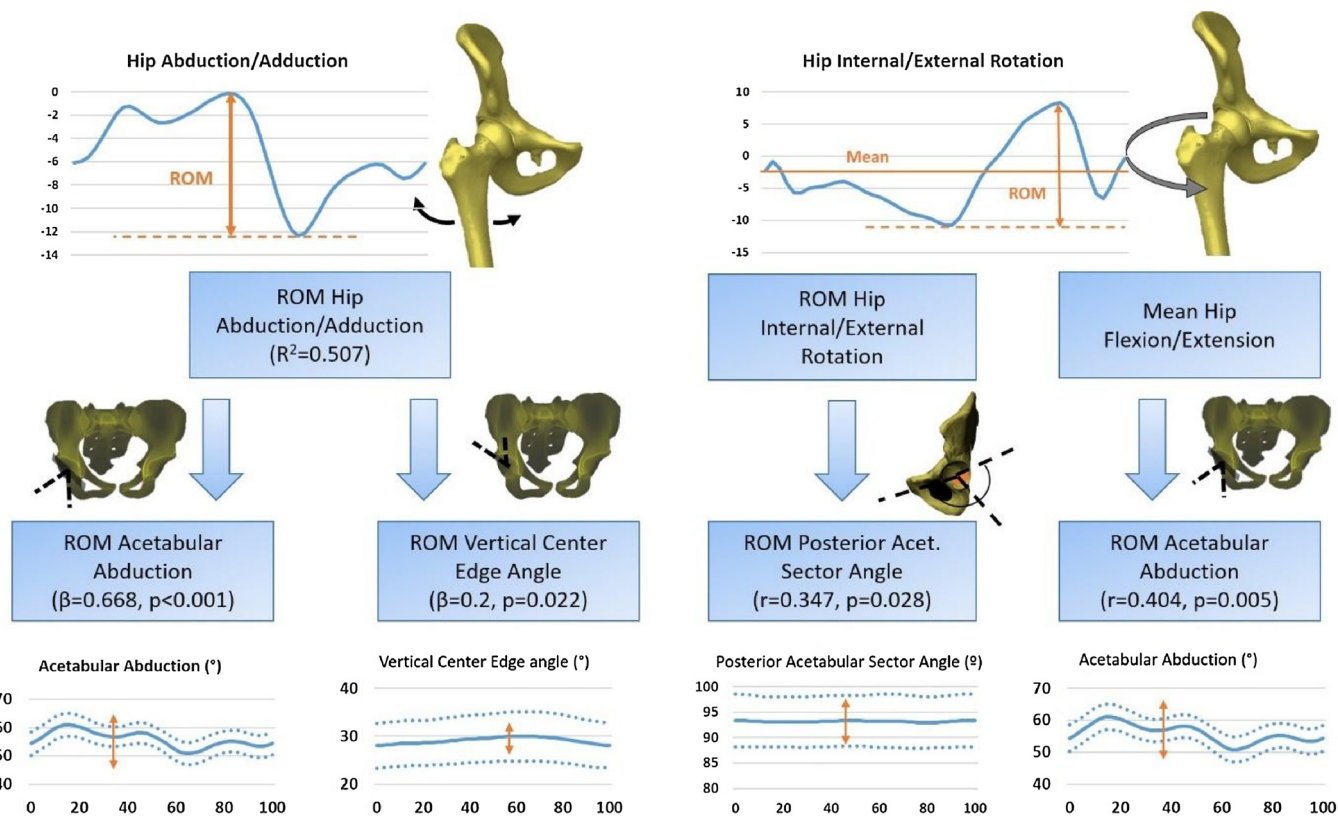 Hip Abduction/Adduction
0
-2
-4
-6
-8
-10
-12
-14
ROM
Hip Internal/External Rotation
10
5
0
-5
-10
-15
Mean
ROM
ROM Hip
Abduction/Adduction
(R²=0.507)
ROM Hip
Internal/External
Rotation
Mean Hip
Flexion/Extension
ROM Acetabular
Abduction
(β=0.668, p<0.001)
ROM Vertical Center
Edge Angle
(β=0.2, p=0.022)
ROM Posterior Acet.
Sector Angle
(r=0.347, p=0.028)
ROM Acetabular
Abduction
(r=0.404, p=0.005)
Acetabular Abduction (°)
70
60
50
40
0 20 40 60 80 100
Vertical Center Edge angle (°)
40
30
20
0 20 40 60 80 100
Posterior Acetabular Sector Angle (º)
100
95
90
85
80
0 20 40 60 80 100
Acetabular Abduction (°)
70
60
50
40
0 20 40 60 80 100